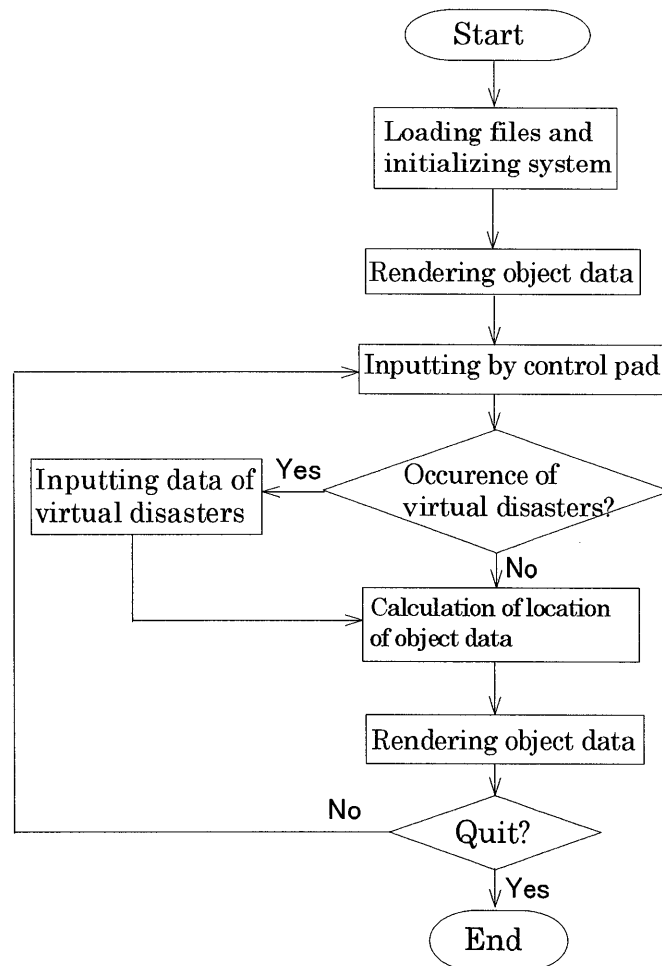 Start
Loading files and
initializing system
Rendering object data
Inputting by control pad
Occurence of
virtual disasters?
Yes
Inputting data of
virtual disasters
No
Calculation of location
of object data
Rendering object data
No
Quit?
Yes
End